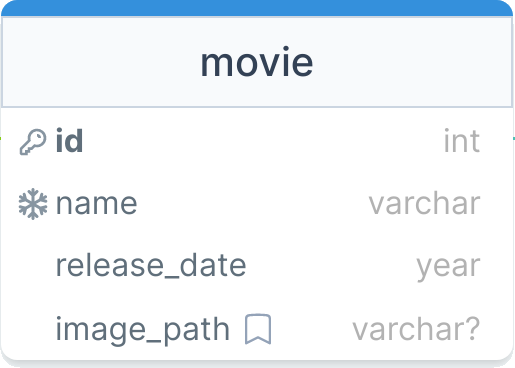 movie
id int
name varchar
release_date year
image_path varchar?